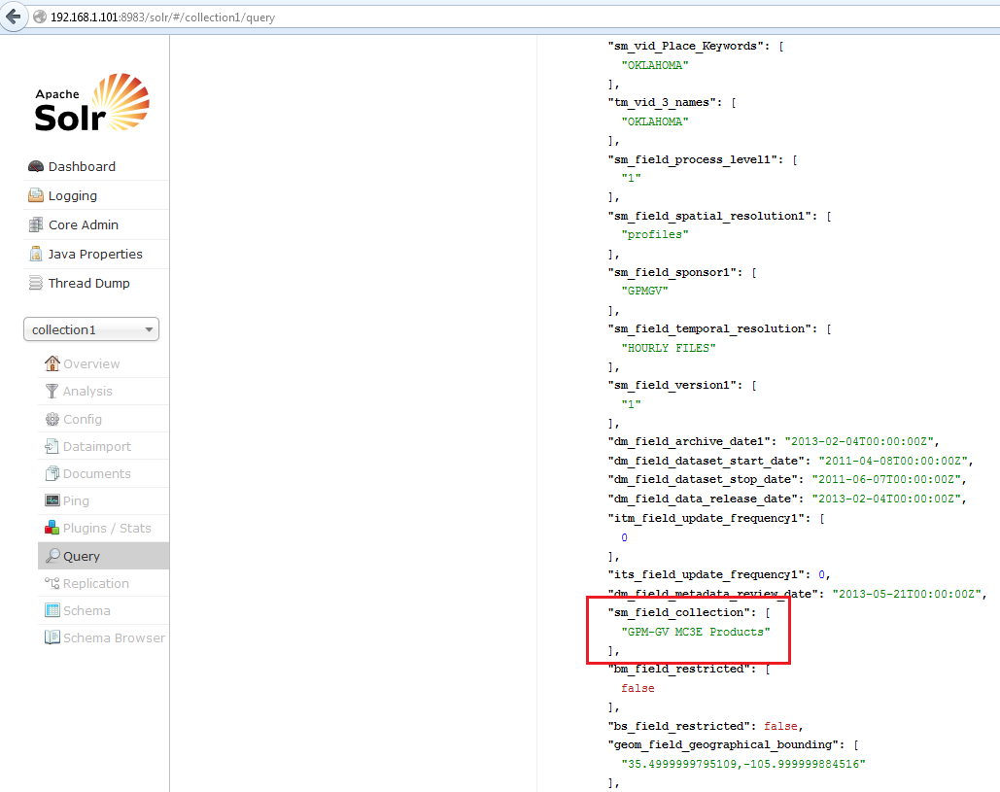 192.168.1.101:8983/solr/#/collection1/query
Apache
Solr
Dashboard
Logging
Core Admin
Java Properties
Thread Dump
collection1
Overview
Analysis
Config
Dataimport
Documents
Ping
Plugins / Stats
Query
Replication
Schema
Schema Browser
"sm_vid_Place_Keywords": [
"OKLAHOMA"
],
"tm_vid_3_names": [
"OKLAHOMA"
],
"sm_field_process_level1": [
"1"
],
"sm_field_spatial_resolution1": [
"profiles"
],
"sm_field_sponsor1": [
"GPMGV"
],
"sm_field_temporal_resolution": [
"HOURLY FILES"
],
"sm_field_version1": [
"1"
],
"dm_field_archive_date1": "2013-02-04T00:00:00Z",
"dm_field_dataset_start_date": "2011-04-08T00:00:00Z",
"dm_field_dataset_stop_date": "2011-06-07T00:00:00Z",
"dm_field_data_release_date": "2013-02-04T00:00:00Z",
"itm_field_update_frequency1": [
0
],
"its_field_update_frequency1": 0,
"dm_field_metadata_review_date": "2013-05-21T00:00:00Z",
"sm_field_collection": [
"GPM-GV MC3E Products"
],
"bm_field_restricted": [
false
],
"bs_field_restricted": false,
"geom_field_geographical_bounding": [
"35.4999999795109,-105.999999884516"
],